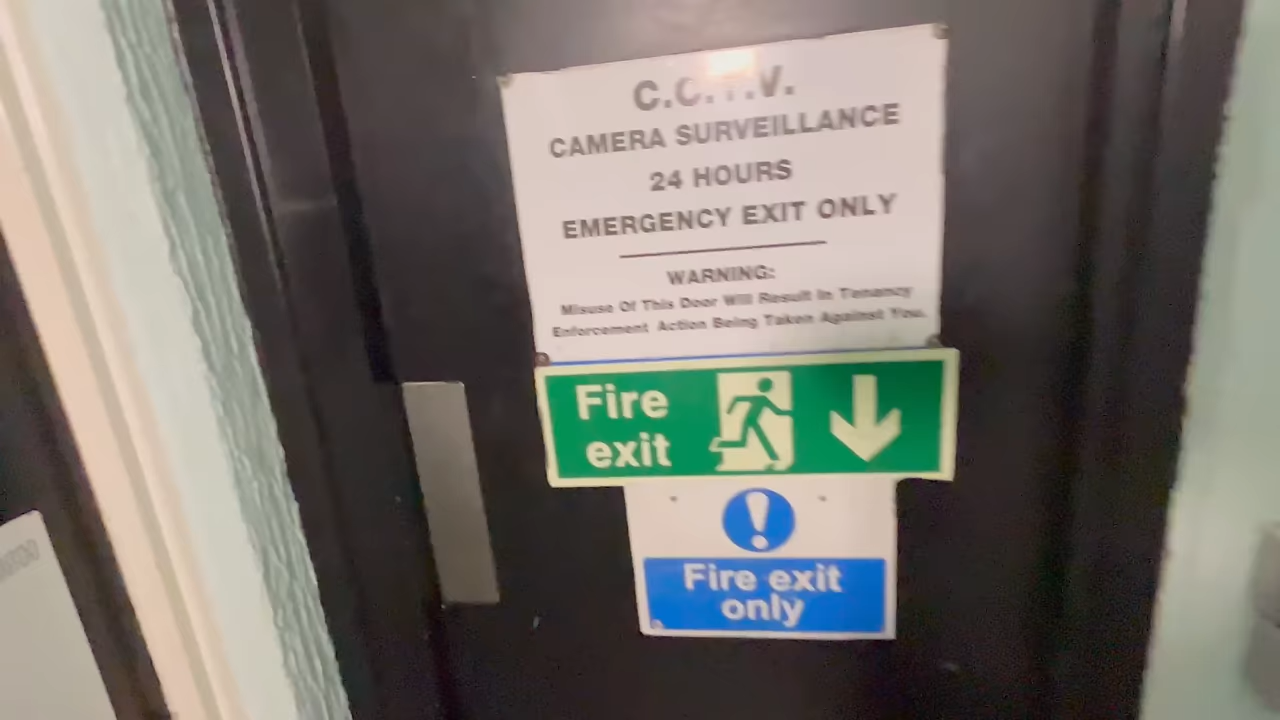 C.C.T.V.
CAMERA SURVEILLANCE
24 HOURS
EMERGENCY EXIT ONLY
WARNING:
Misuse Of This Door Will Result In Tenancy
Enforcement Action Being Taken Against You.
Fire
exit
Fire exit
only